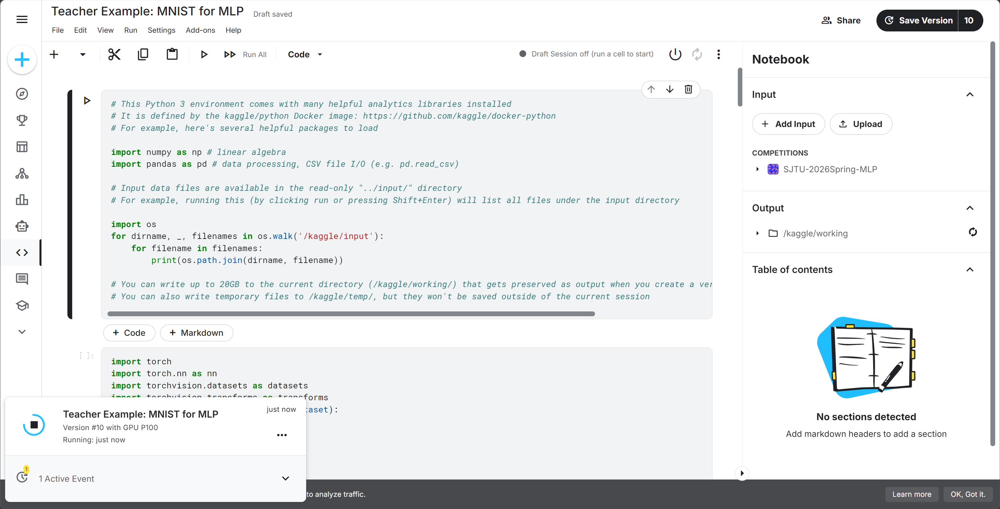 Teacher Example: MNIST for MLP
Draft saved
File Edit View Run Settings Add-ons Help
Share
Save Version 10
Run All
Code
Draft Session off (run a cell to start)
# This Python 3 environment comes with many helpful analytics libraries installed
# It is defined by the kaggle/python Docker image: https://github.com/kaggle/docker-python
# For example, here's several helpful packages to load
import numpy as np # linear algebra
import pandas as pd # data processing, CSV file I/O (e.g. pd.read_csv)
# Input data files are available in the read-only "../input/" directory
# For example, running this (by clicking run or pressing Shift+Enter) will list all files under the input directory
import os
for dirname, _, filenames in os.walk('/kaggle/input'):
    for filename in filenames:
        print(os.path.join(dirname, filename))
# You can write up to 20GB to the current directory (/kaggle/working/) that gets preserved as output when you create a ver
# You can also write temporary files to /kaggle/temp/, but they won't be saved outside of the current session
+ Code
+ Markdown
[ ]:
import torch
import torch.nn as nn
import torchvision.datasets as datasets
import torchvision.transforms as transforms
taset):
Teacher Example: MNIST for MLP
just now
Version #10 with GPU P100
Running: just now
1
1 Active Event
to analyze traffic.
Learn more
OK, Got it.
Notebook
Input
+ Add Input
Upload
COMPETITIONS
SJTU-2026Spring-MLP
Output
/kaggle/working
Table of contents
No sections detected
Add markdown headers to add a section